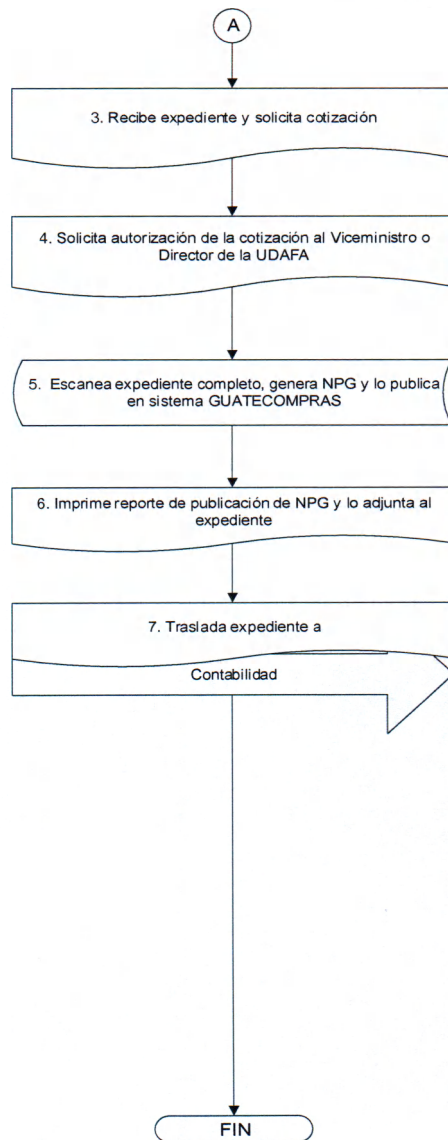 A
3. Recibe expediente y solicita cotización
4. Solicita autorización de la cotización al Viceministro o
Director de la UDAFA
5. Escanea expediente completo, genera NPG y lo publica
en sistema GUATECOMPRAS
6. Imprime reporte de publicación de NPG y lo adjunta al
expediente
7. Traslada expediente a
Contabilidad
FIN